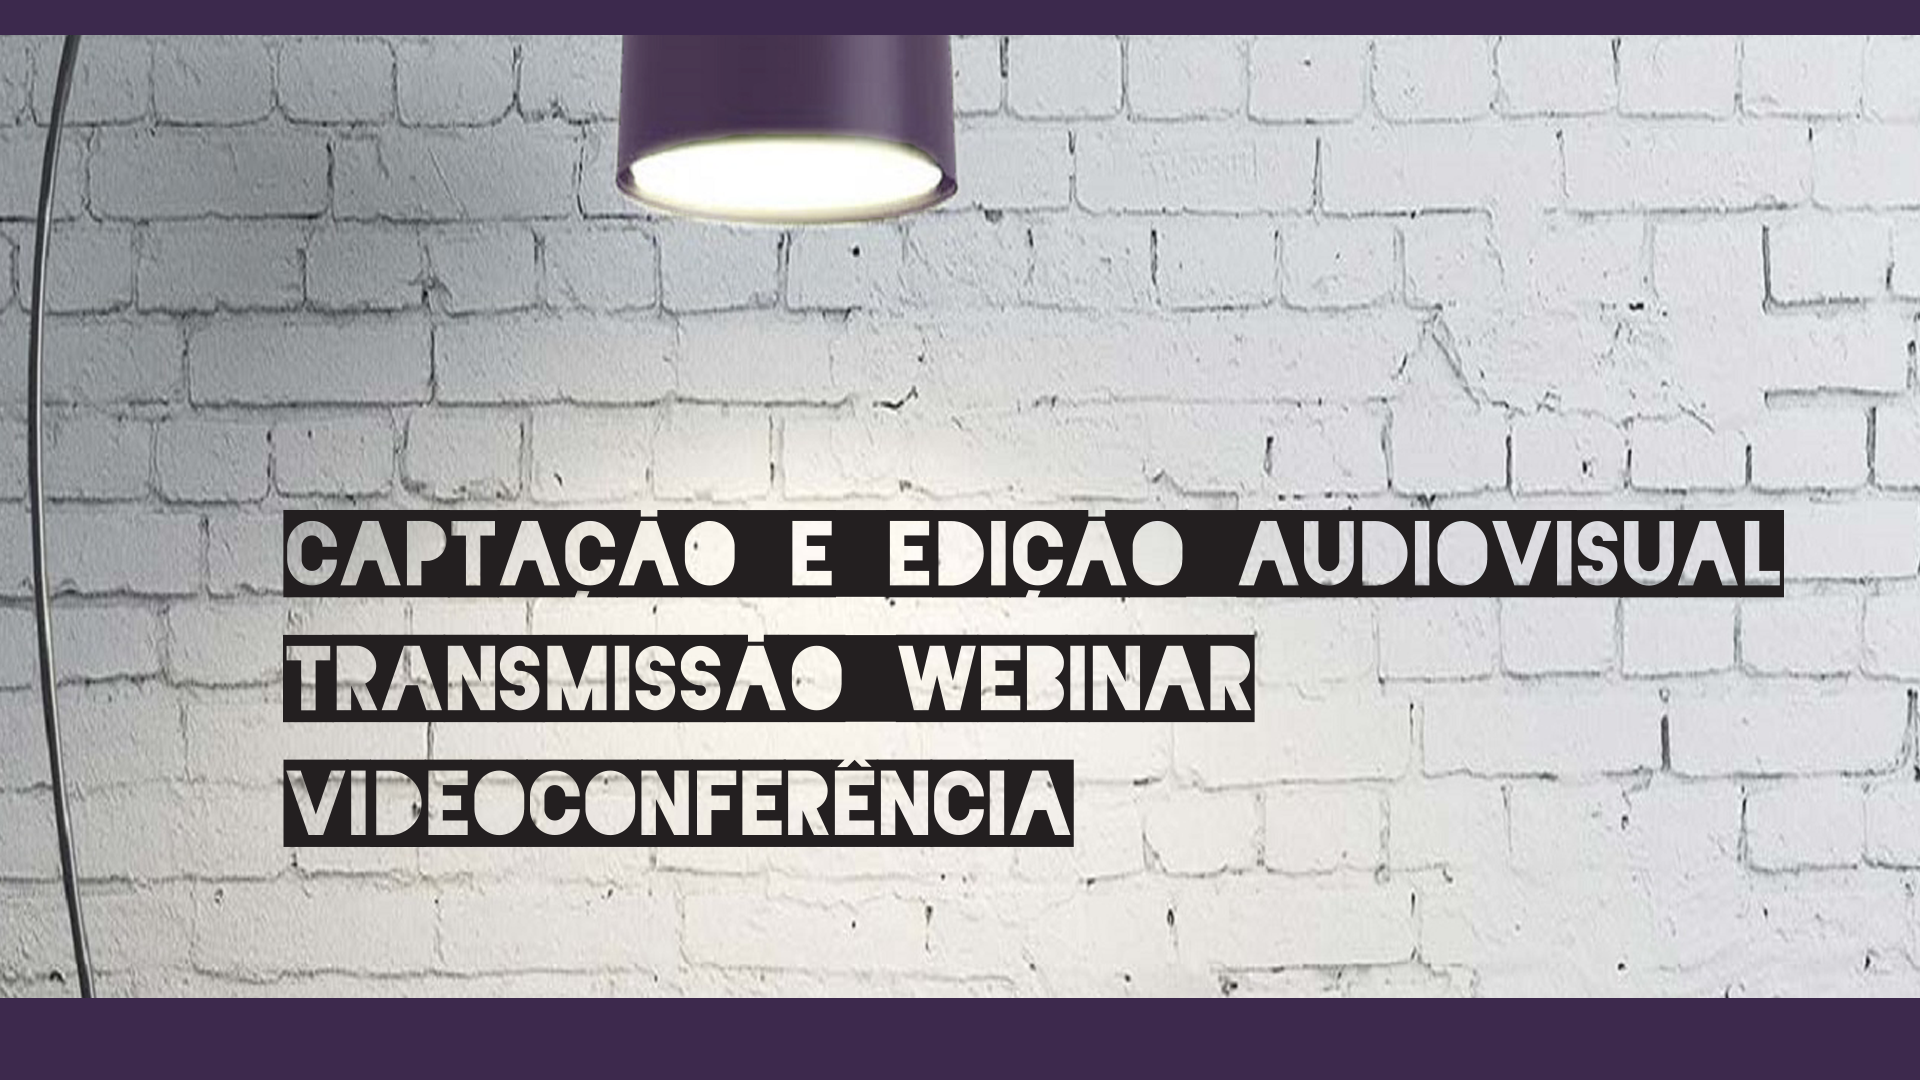 CAPTAÇÃO E EDIÇÃO AUDIOVISUAL
TRANSMISSÃO WEBINAR
VIDEOCONFERÊNCIA